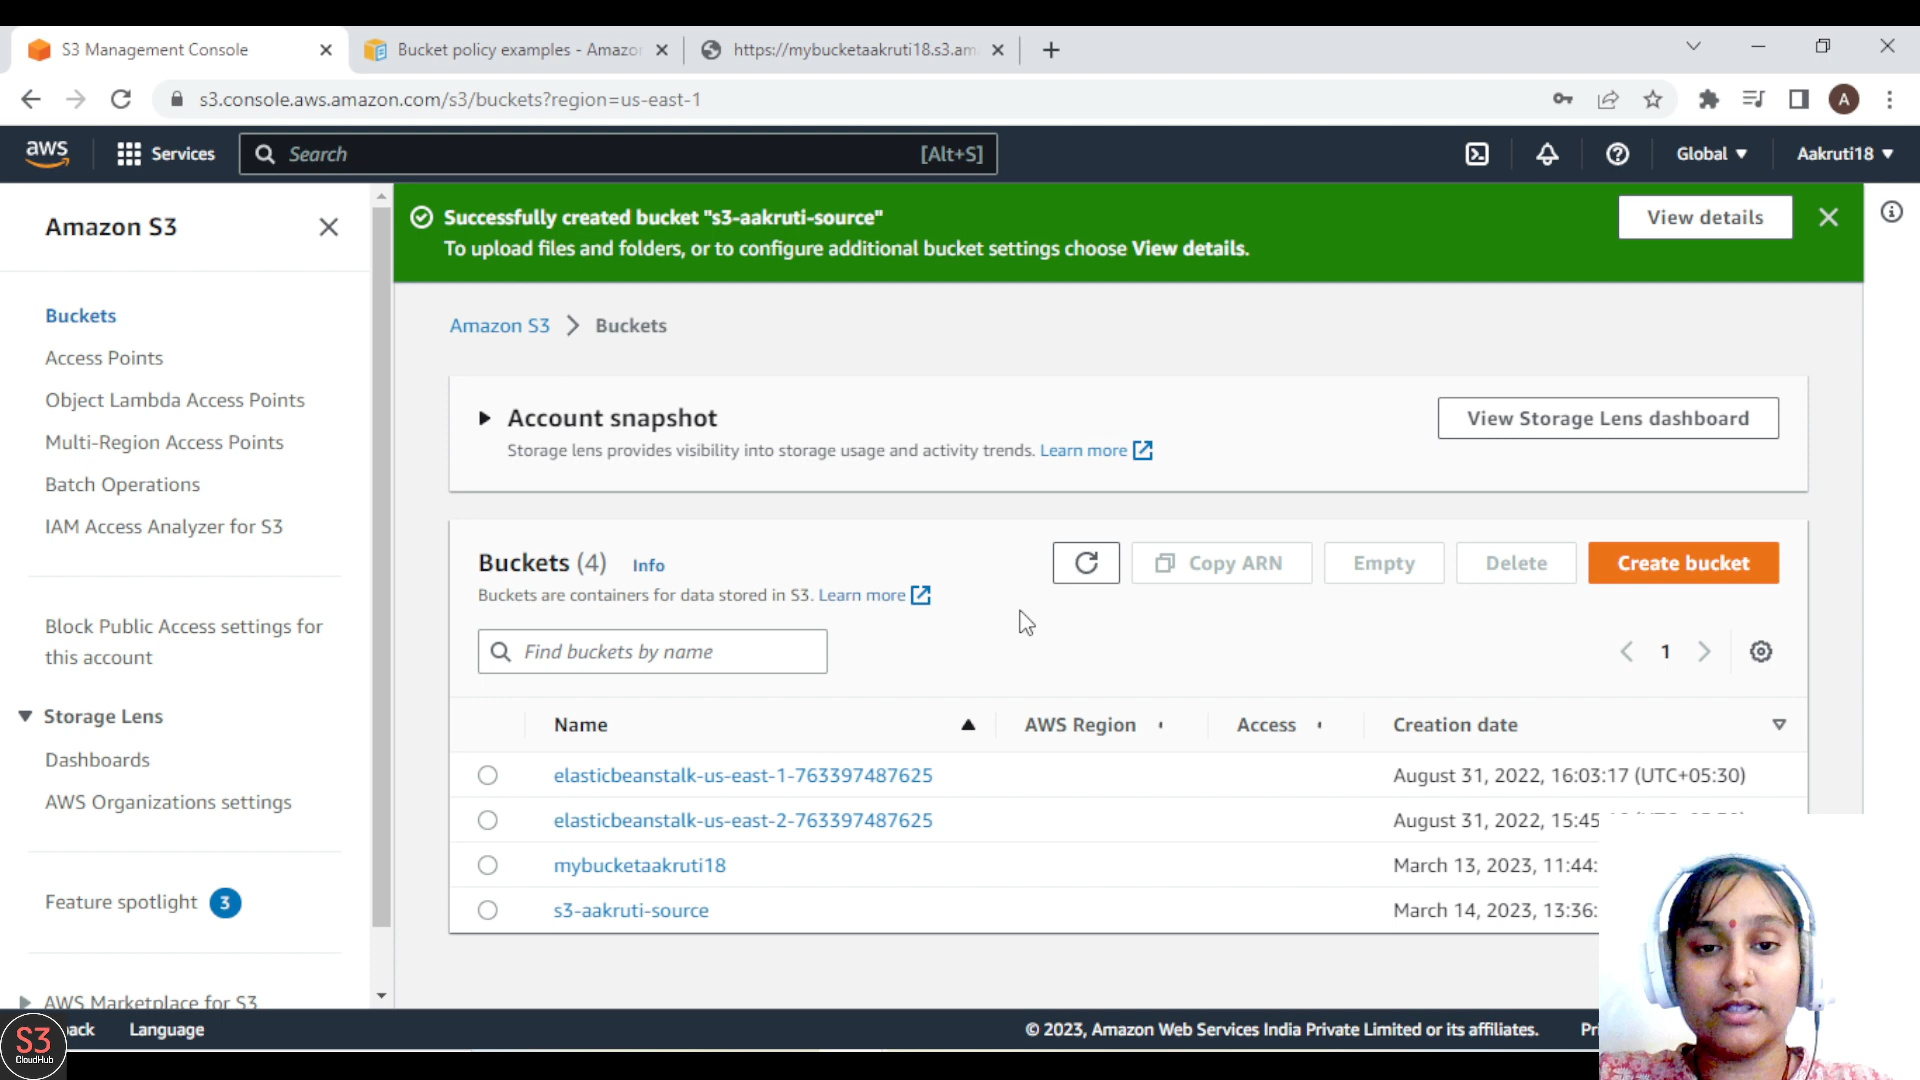 S3 Management Console
Bucket policy examples - Amazon
https://mybucketaakruti18.s3.am
s3.console.aws.amazon.com/s3/buckets?region=us-east-1
A
aws
Services
Search
[Alt+S]
Global
Aakruti18
Amazon S3
Buckets
Access Points
Object Lambda Access Points
Multi-Region Access Points
Batch Operations
IAM Access Analyzer for S3
Block Public Access settings for
this account
Storage Lens
Dashboards
AWS Organizations settings
Feature spotlight 3
AWS Marketplace for S3
Successfully created bucket "s3-aakruti-source"
To upload files and folders, or to configure additional bucket settings choose View details.
View details
Amazon S3 > Buckets
Account snapshot
Storage lens provides visibility into storage usage and activity trends. Learn more
View Storage Lens dashboard
Buckets (4) Info
Buckets are containers for data stored in S3. Learn more
Copy ARN
Empty
Delete
Create bucket
Find buckets by name
1
Name AWS Region Access Creation date
elasticbeanstalk-us-east-1-763397487625 August 31, 2022, 16:03:17 (UTC+05:30)
elasticbeanstalk-us-east-2-763397487625 August 31, 2022, 15:45
mybucketaakruti18 March 13, 2023, 11:44:
s3-aakruti-source March 14, 2023, 13:36:
ack
Language
© 2023, Amazon Web Services India Private Limited or its affiliates.
Pri
S3
CloudHub